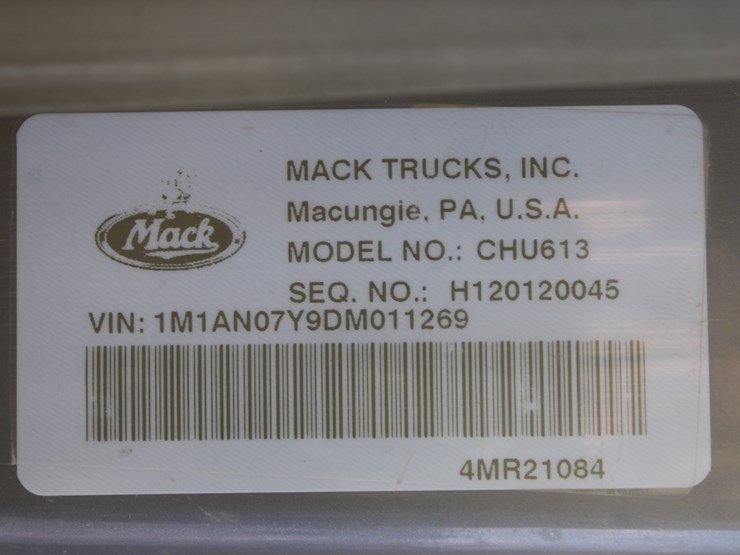 Mack
MACK TRUCKS, INC.
Macungie, PA, U.S.A.
MODEL NO.: CHU613
SEQ. NO.: H120120045
VIN: 1M1AN07Y9DM011269
4MR21084